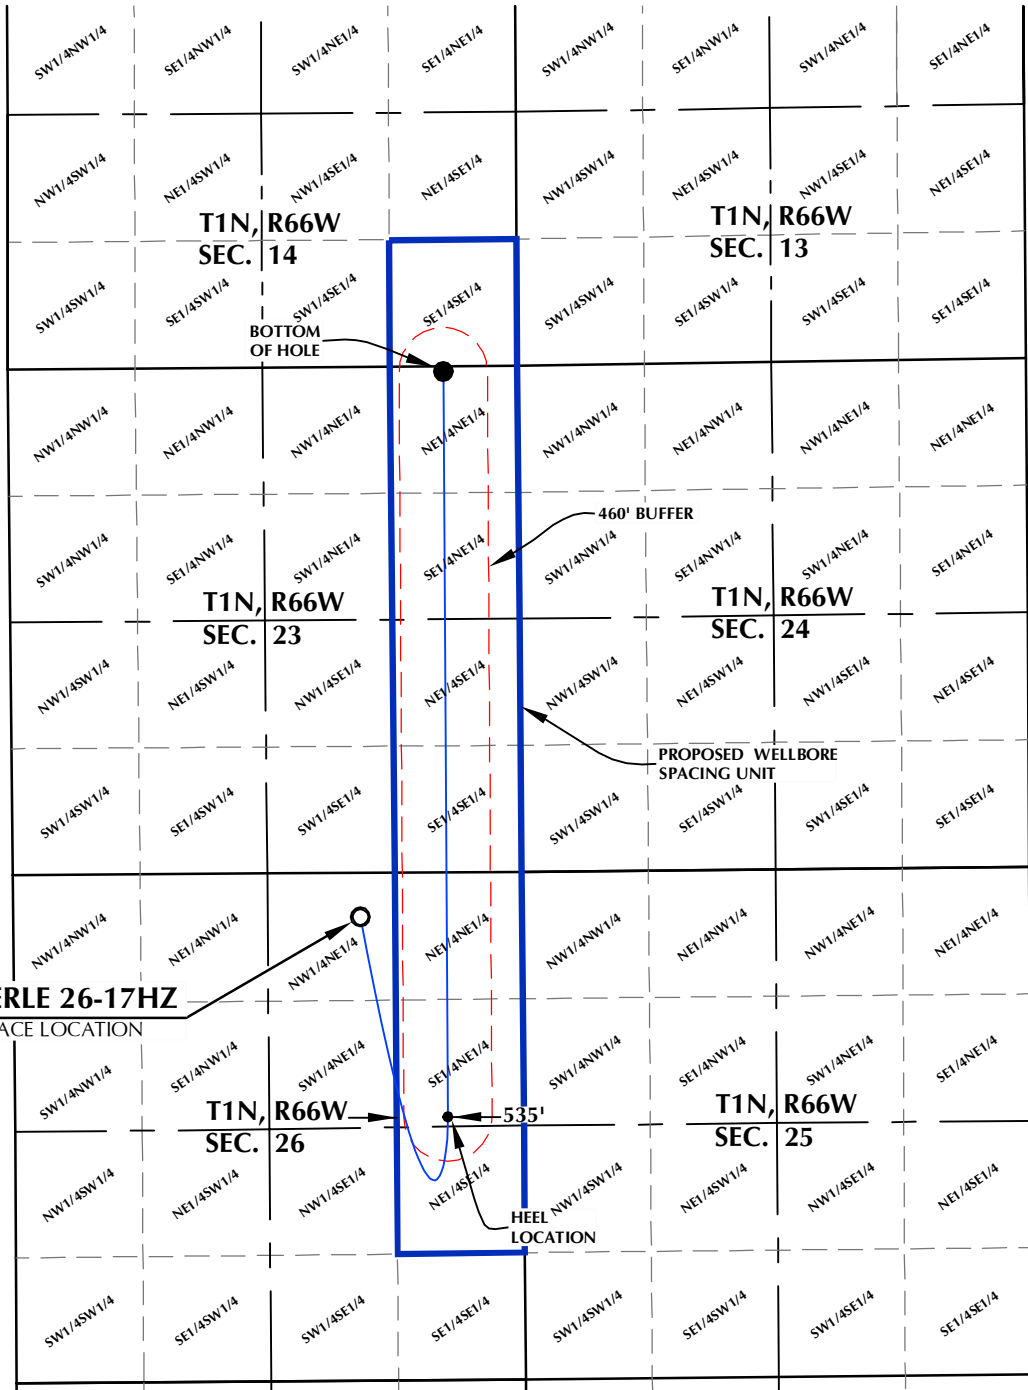 SW1/4NW1/4 SE1/4NW1/4 SW1/4NE1/4 SE1/4NE1/4 SW1/4NW1/4 SE1/4NW1/4 SW1/4NE1/4 SE1/4NE1/4
NW1/4SW1/4 NE1/4SW1/4 NW1/4SE1/4 NE1/4SE1/4 NW1/4SW1/4 NE1/4SW1/4 NW1/4SE1/4 NE1/4SE1/4
T1N, R66W
SEC. 14
T1N, R66W
SEC. 13
SW1/4SW1/4 SE1/4SW1/4 SW1/4SE1/4 SE1/4SE1/4 SW1/4SW1/4 SE1/4SW1/4 SW1/4SE1/4 SE1/4SE1/4
BOTTOM
OF HOLE
NW1/4NW1/4 NE1/4NW1/4 NW1/4NE1/4 NE1/4NE1/4 NW1/4NW1/4 NE1/4NW1/4 NW1/4NE1/4 NE1/4NE1/4
460' BUFFER
SW1/4NW1/4 SE1/4NW1/4 SW1/4NE1/4 SE1/4NE1/4 SW1/4NW1/4 SE1/4NW1/4 SW1/4NE1/4 SE1/4NE1/4
T1N, R66W
SEC. 23
T1N, R66W
SEC. 24
NW1/4SW1/4 NE1/4SW1/4 NW1/4SE1/4 NE1/4SE1/4 NW1/4SW1/4 NE1/4SW1/4 NW1/4SE1/4 NE1/4SE1/4
PROPOSED WELLBORE
SPACING UNIT
SW1/4SW1/4 SE1/4SW1/4 SW1/4SE1/4 SE1/4SE1/4 SW1/4SW1/4 SE1/4SW1/4 SW1/4SE1/4 SE1/4SE1/4
NW1/4NW1/4 NE1/4NW1/4 NW1/4NE1/4 NE1/4NE1/4 NW1/4NW1/4 NE1/4NW1/4 NW1/4NE1/4 NE1/4NE1/4
ERLE 26-17HZ
ACE LOCATION
SW1/4NW1/4 SE1/4NW1/4 SW1/4NE1/4 SE1/4NE1/4 SW1/4NW1/4 SE1/4NW1/4 SW1/4NE1/4 SE1/4NE1/4
T1N, R66W
SEC. 26
535'
T1N, R66W
SEC. 25
NW1/4SW1/4 NE1/4SW1/4 NW1/4SE1/4 NE1/4SE1/4 NW1/4SW1/4 NE1/4SW1/4 NW1/4SE1/4 NE1/4SE1/4
HEEL
LOCATION
SW1/4SW1/4 SE1/4SW1/4 SW1/4SE1/4 SE1/4SE1/4 SW1/4SW1/4 SE1/4SW1/4 SW1/4SE1/4 SE1/4SE1/4